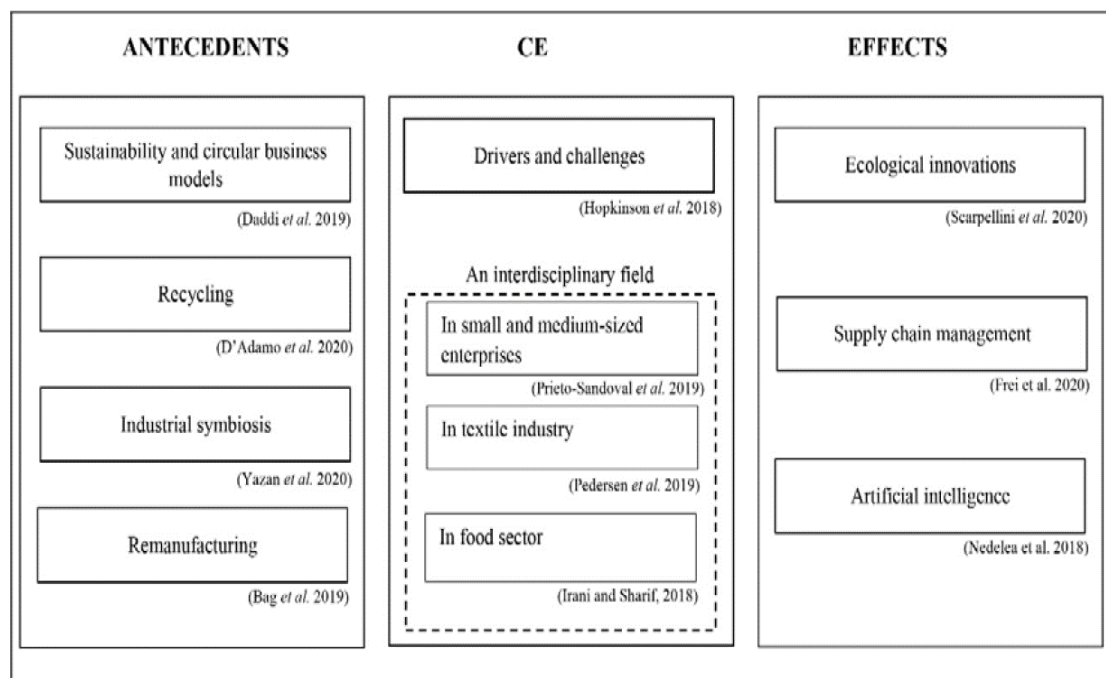 ANTECEDENTS
Sustainability and circular business
models
(Daddi et al. 2019)
Recycling
(D'Adamo et al. 2020)
Industrial symbiosis
(Yazan et al. 2020)
Remanufacturing
(Bag et al. 2019)
CE
Drivers and challenges
(Hopkinson et al. 2018)
An interdisciplinary field
In small and medium-sized
enterprises
(Prieto-Sandoval et al. 2019)
In textile industry
(Pedersen et al. 2019)
In food sector
(Irani and Sharif, 2018)
EFFECTS
Ecological innovations
(Scarpellini et al. 2020)
Supply chain management
(Frei et al. 2020)
Artificial intelligence
(Nedelea et al. 2018)